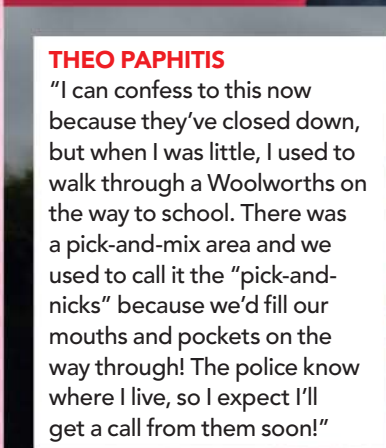 THEO PAPHITIS
“I can confess to this now
because they’ve closed down,
but when I was little, I used to
walk through a Woolworths on
the way to school. There was
a pick-and-mix area and we
used to call it the “pick-and-
nicks” because we’d fill our
mouths and pockets on the
way through! The police know
where I live, so I expect I’ll
get a call from them soon!”